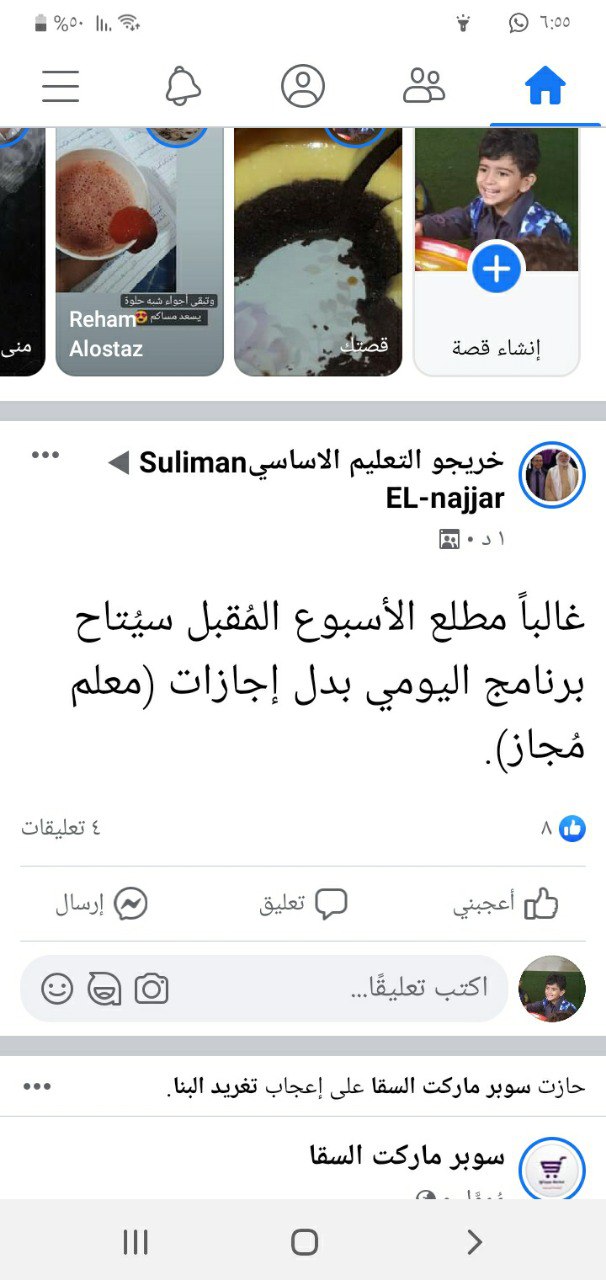 ٦:٥٥
%٥٠
وتبقى أجواء شبه حلوة
يسعد مساكم😍
Reham
Alostaz
منى
قصتك
إنشاء قصة
خريجو التعليم الاساسي ◀ Suliman
EL-najjar
١ د •
غالباً مطلع الأسبوع المُقبل سيُتاح
برنامج اليومي بدل إجازات (معلم
مُجاز).
٨
٤ تعليقات
أعجبني
تعليق
إرسال
اكتب تعليقًا...
حازت سوبر ماركت السقا على إعجاب تغريد البنا.
سوبر ماركت السقا